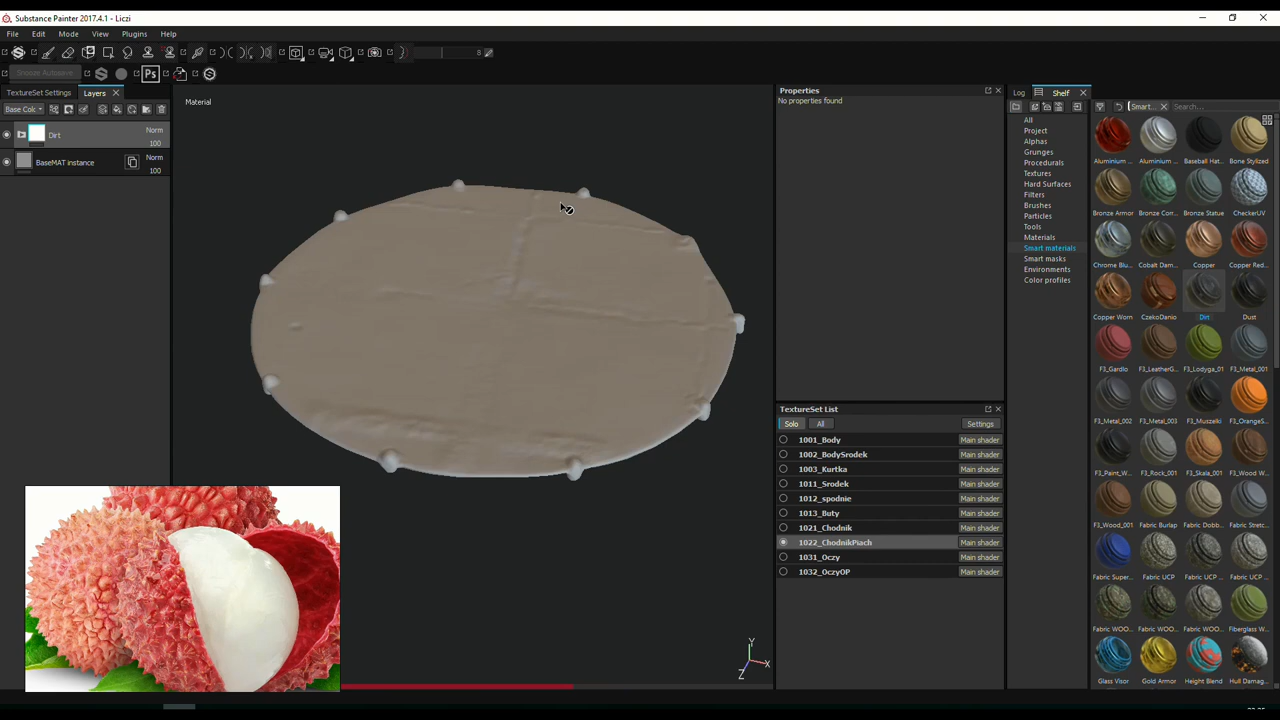 Substance Painter 2017.4.1 - Liczi
File Edit Mode View Plugins Help
8
Snooze Autosave
Ps
TextureSet Settings Layers
Base Colo
Dirt Norm
100
BaseMAT instance Norm
100
Material
Properties
No properties found
TextureSet List
Solo All Settings
1001_Body Main shader
1002_BodySrodek Main shader
1003_Kurtka Main shader
1011_Srodek Main shader
1012_spodnie Main shader
1013_Buty Main shader
1021_Chodnik Main shader
1022_ChodnikPiach Main shader
1031_Oczy Main shader
1032_OczyOP Main shader
Y
X
Z
Log Shelf
Smart... Search...
All
Project
Alphas
Grunges
Procedurals
Textures
Hard Surfaces
Filters
Brushes
Particles
Tools
Materials
Smart materials
Smart masks
Environments
Color profiles
Aluminium ... Aluminium ... Baseball Hat... Bone Stylized
Bronze Armor Bronze Corr... Bronze Statue CheckerUV
Chrome Blu... Cobalt Dam... Copper Copper Red...
Copper Worn CzekoDanio Dirt Dust
F3_Gardlo F3_LeatherG... F3_Lodyga_01 F3_Metal_001
F3_Metal_002 F3_Metal_003 F3_Muszelki F3_OrangeS...
F3_Paint_W... F3_Rock_001 F3_Skala_001 F3_Wood W...
F3_Wood_001 Fabric Burlap Fabric Dobb... Fabric Stretc...
Fabric Super... Fabric UCP Fabric UCP ... Fabric UCP ...
Fabric WOO... Fabric WOO... Fabric WOO... Fiberglass W...
Glass Visor Gold Armor Height Blend Hull Damag...